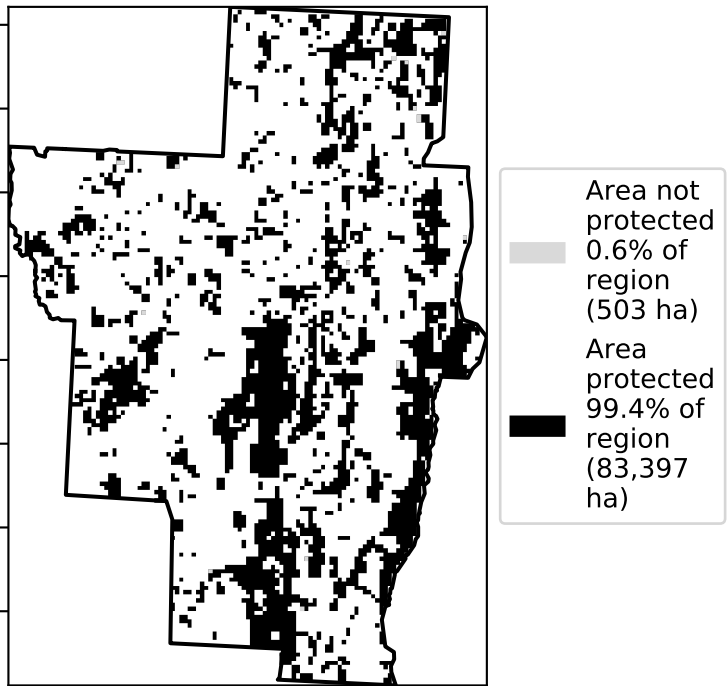 Area not
protected
0.6% of
region
(503 ha)
Area
protected
99.4% of
region
(83,397
ha)